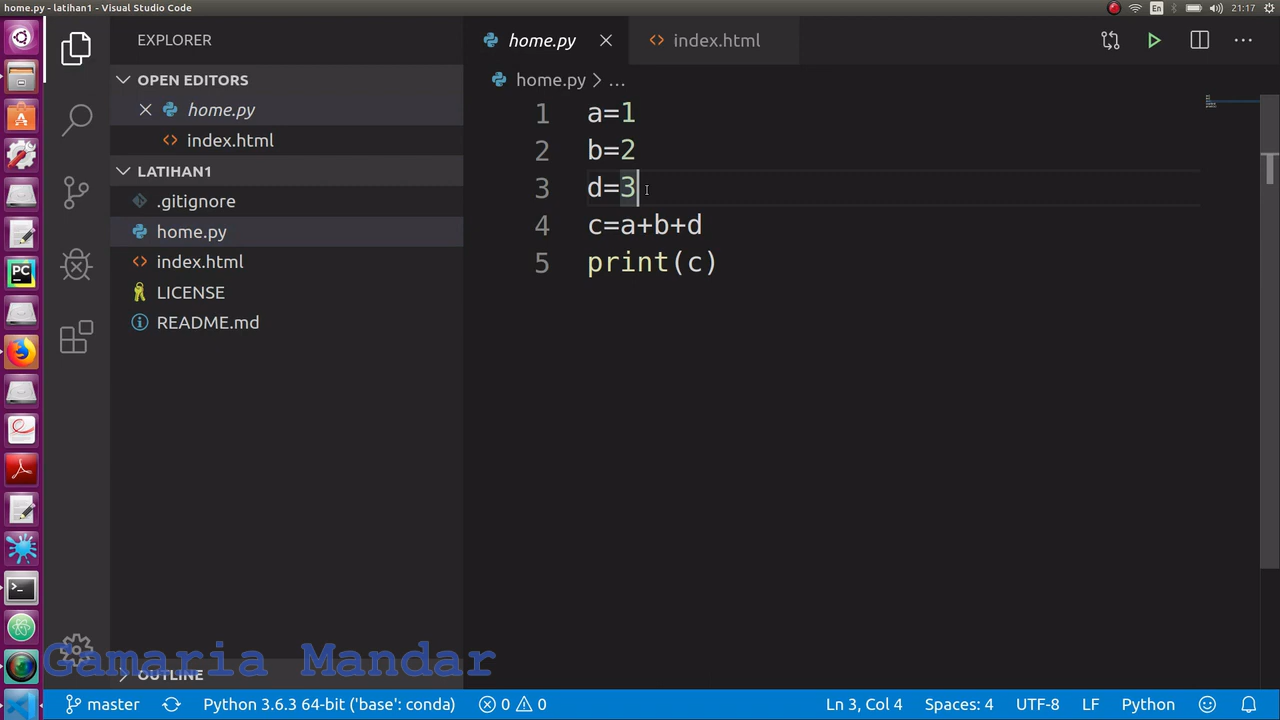 home.py - latihan1 - Visual Studio Code
En
21:17
EXPLORER
OPEN EDITORS
home.py
index.html
LATIHAN1
.gitignore
home.py
index.html
LICENSE
README.md
OUTLINE
home.py
index.html
home.py > ...
1 a=1
2 b=2
3 d=3
4 c=a+b+d
5 print(c)
PC
Gamaria Mandar
master
Python 3.6.3 64-bit ('base': conda)
0
0
Ln 3, Col 4
Spaces: 4
UTF-8
LF
Python